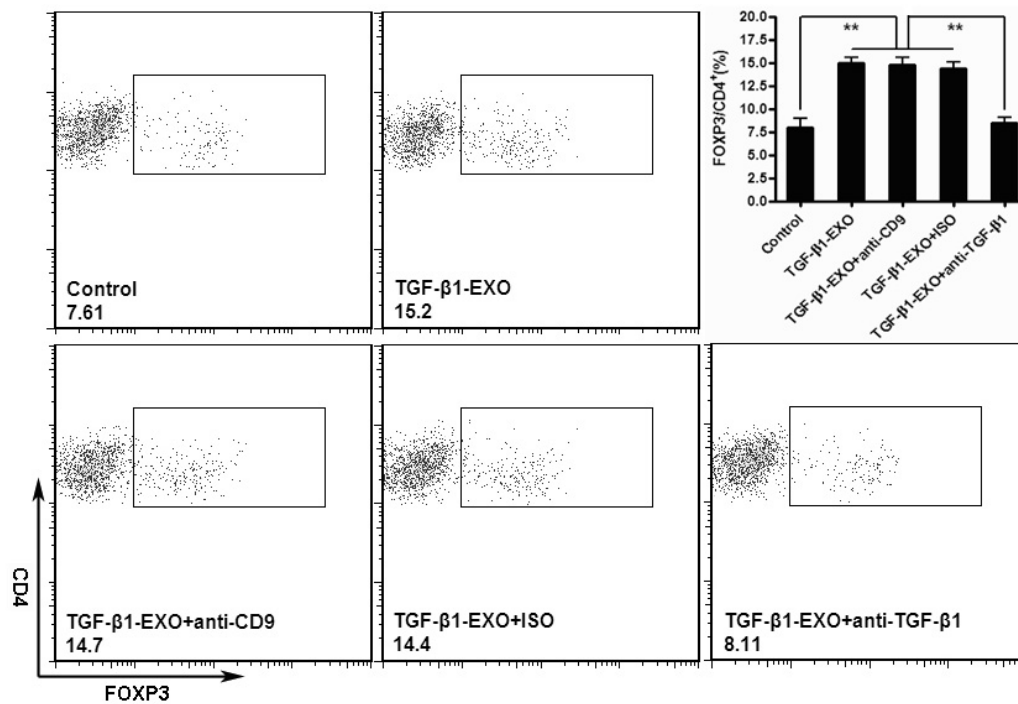 Control
7.61
TGF-β1-EXO
15.2
FOXP3/CD4⁺(%)
20.0
17.5
15.0
12.5
10.0
7.5
5.0
2.5
0.0
**
**
Control
TGF-β1-EXO
TGF-β1-EXO+anti-CD9
TGF-β1-EXO+ISO
TGF-β1-EXO+anti-TGF-β1
TGF-β1-EXO+anti-CD9
14.7
TGF-β1-EXO+ISO
14.4
TGF-β1-EXO+anti-TGF-β1
8.11
CD4
FOXP3